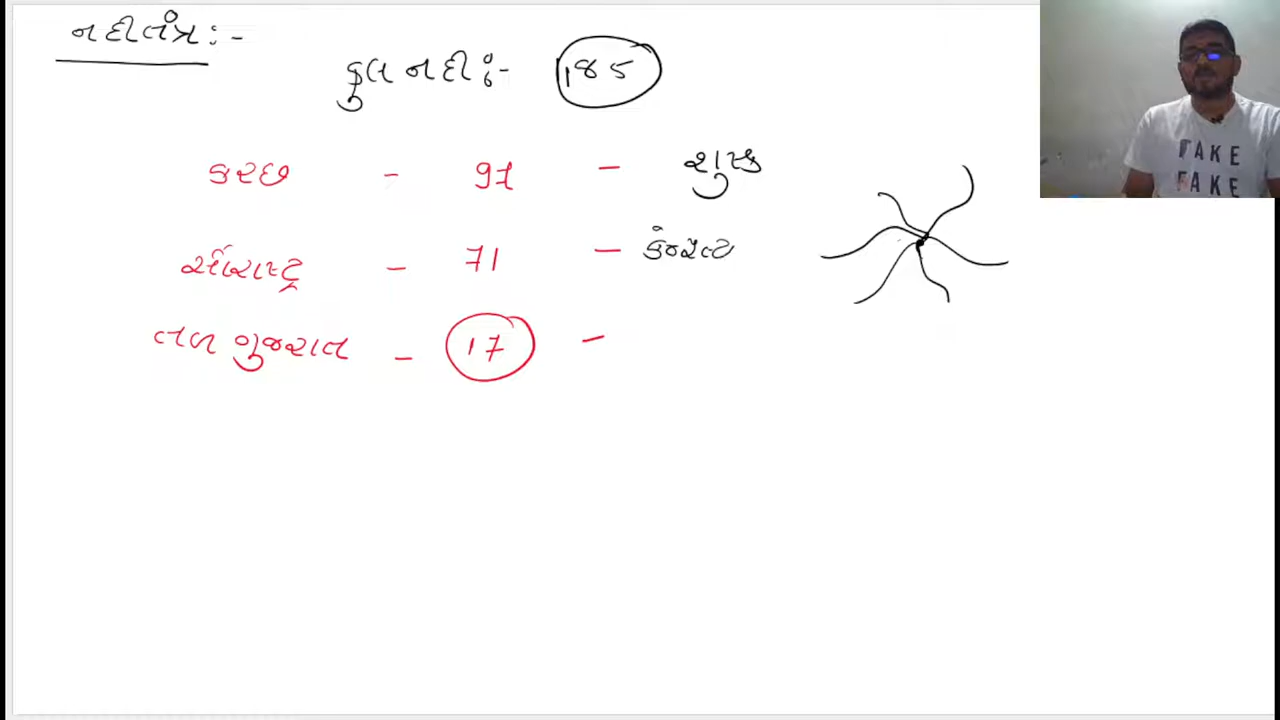 નદીતંત્ર :-
કુલ નદી :- 185
કચ્છ - 97 - શુષ્ક
સૌરાષ્ટ્ર - 71 -
તળ ગુજરાત - 17 -
FAKE
FAKE